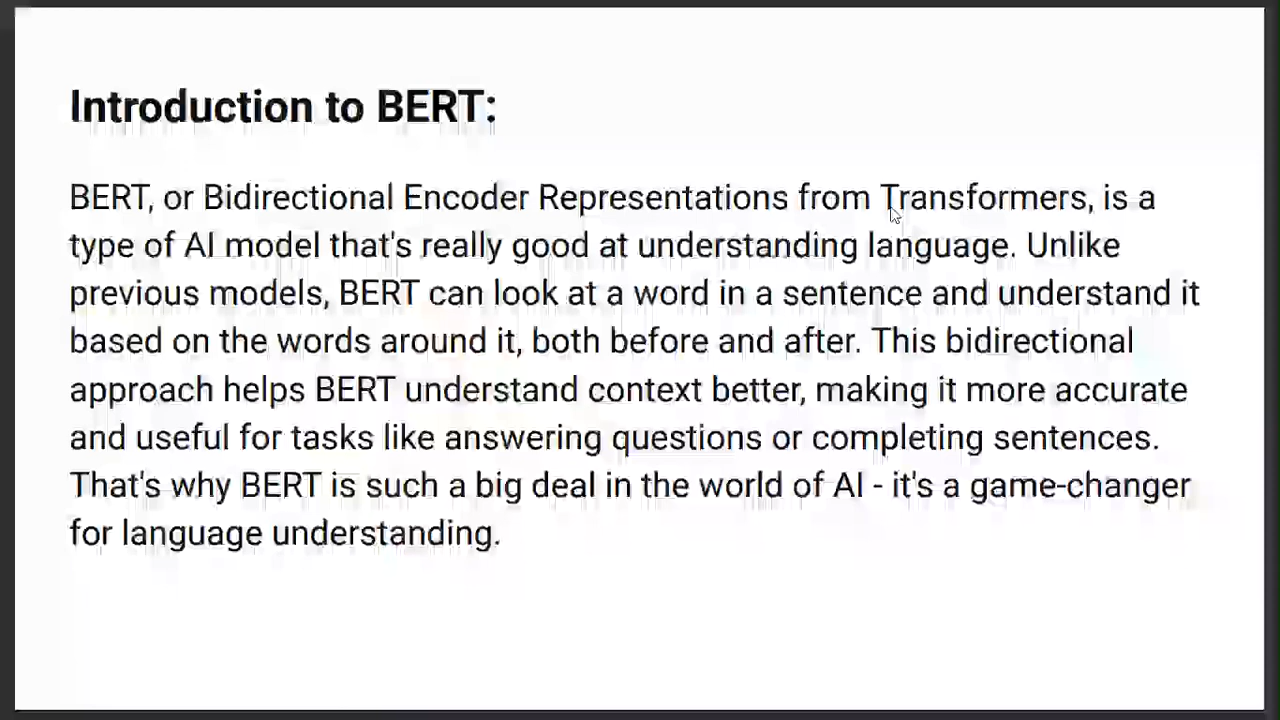 Introduction to BERT:
BERT, or Bidirectional Encoder Representations from Transformers, is a
type of AI model that's really good at understanding language. Unlike
previous models, BERT can look at a word in a sentence and understand it
based on the words around it, both before and after. This bidirectional
approach helps BERT understand context better, making it more accurate
and useful for tasks like answering questions or completing sentences.
That's why BERT is such a big deal in the world of AI - it's a game-changer
for language understanding.